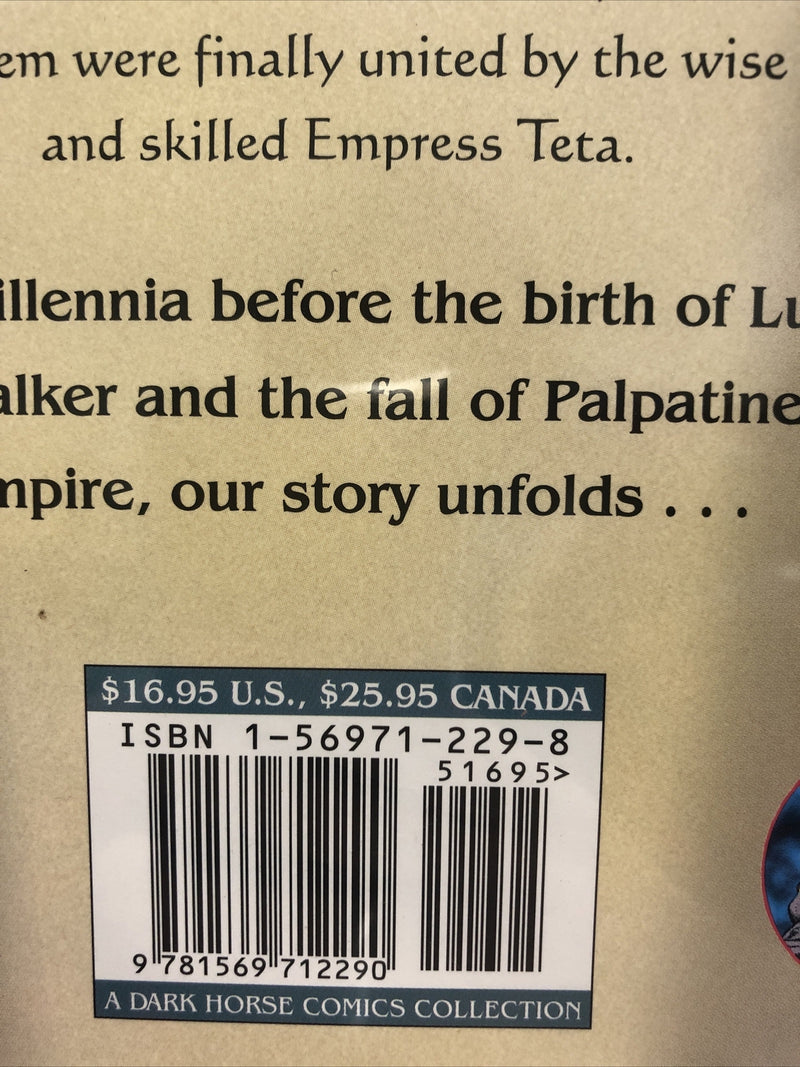 em were finally united by the wise
and skilled Empress Teta.
illennia before the birth of Lu
alker and the fall of Palpatine
mpire, our story unfolds . . .
$16.95 U.S., $25.95 CANADA
ISBN 1-56971-229-8
51695>
9 781569 712290
A DARK HORSE COMICS COLLECTION